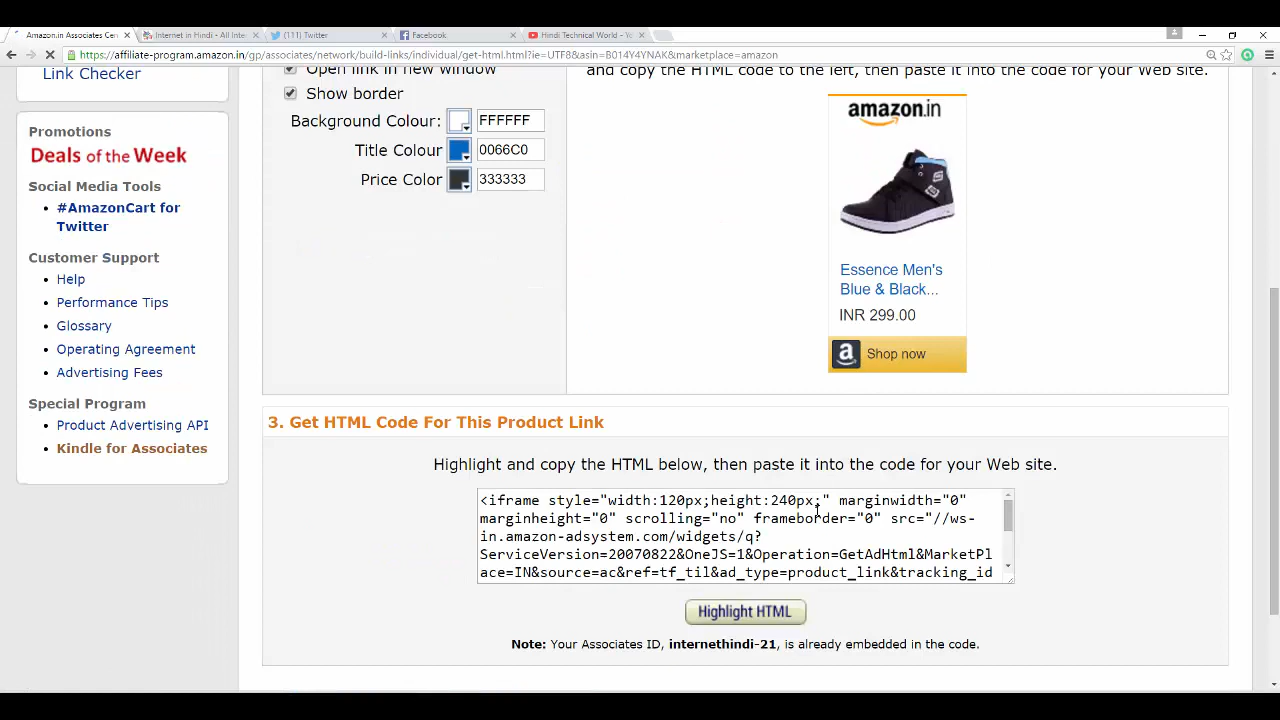 Amazon.in Associates Cen
Internet in Hindi - All Inte
(111) Twitter
Facebook
Hindi Technical World - Yo
https://affiliate-program.amazon.in/gp/associates/network/build-links/individual/get-html.html?ie=UTF8&asin=B014Y4YNAK&marketplace=amazon
Link Checker
Promotions
Deals of the Week
Social Media Tools
#AmazonCart for
Twitter
Customer Support
Help
Performance Tips
Glossary
Operating Agreement
Advertising Fees
Special Program
Product Advertising API
Kindle for Associates
Open link in new window
Show border
Background Colour: FFFFFF
Title Colour 0066C0
Price Color 333333
and copy the HTML code to the left, then paste it into the code for your Web site.
amazon.in
Essence Men's
Blue & Black...
INR 299.00
a Shop now
3. Get HTML Code For This Product Link
Highlight and copy the HTML below, then paste it into the code for your Web site.
<iframe style="width:120px;height:240px;" marginwidth="0"
marginheight="0" scrolling="no" frameborder="0" src="//ws-
in.amazon-adsystem.com/widgets/q?
ServiceVersion=20070822&OneJS=1&Operation=GetAdHtml&MarketPl
ace=IN&source=ac&ref=tf_til&ad_type=product_link&tracking_id
Highlight HTML
Note: Your Associates ID, internethindi-21, is already embedded in the code.